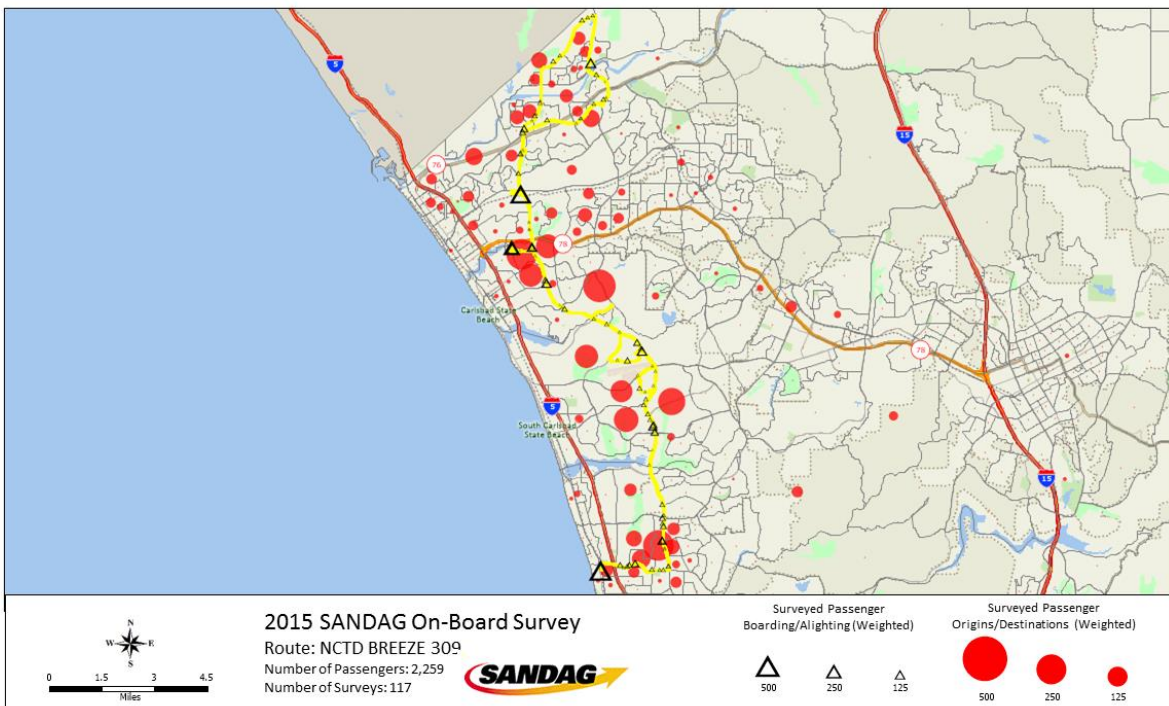 5
15
76
15
78
Carlsbad State
Beach
78
5
South Carlsbad
State Beach
15
N
W E
S
0 1.5 3 4.5
Miles
2015 SANDAG On-Board Survey
Route: NCTD BREEZE 309
Number of Passengers: 2,259
Number of Surveys: 117
SANDAG
Surveyed Passenger
Boarding/Alighting (Weighted)
500 250 125
Surveyed Passenger
Origins/Destinations (Weighted)
500 250 125